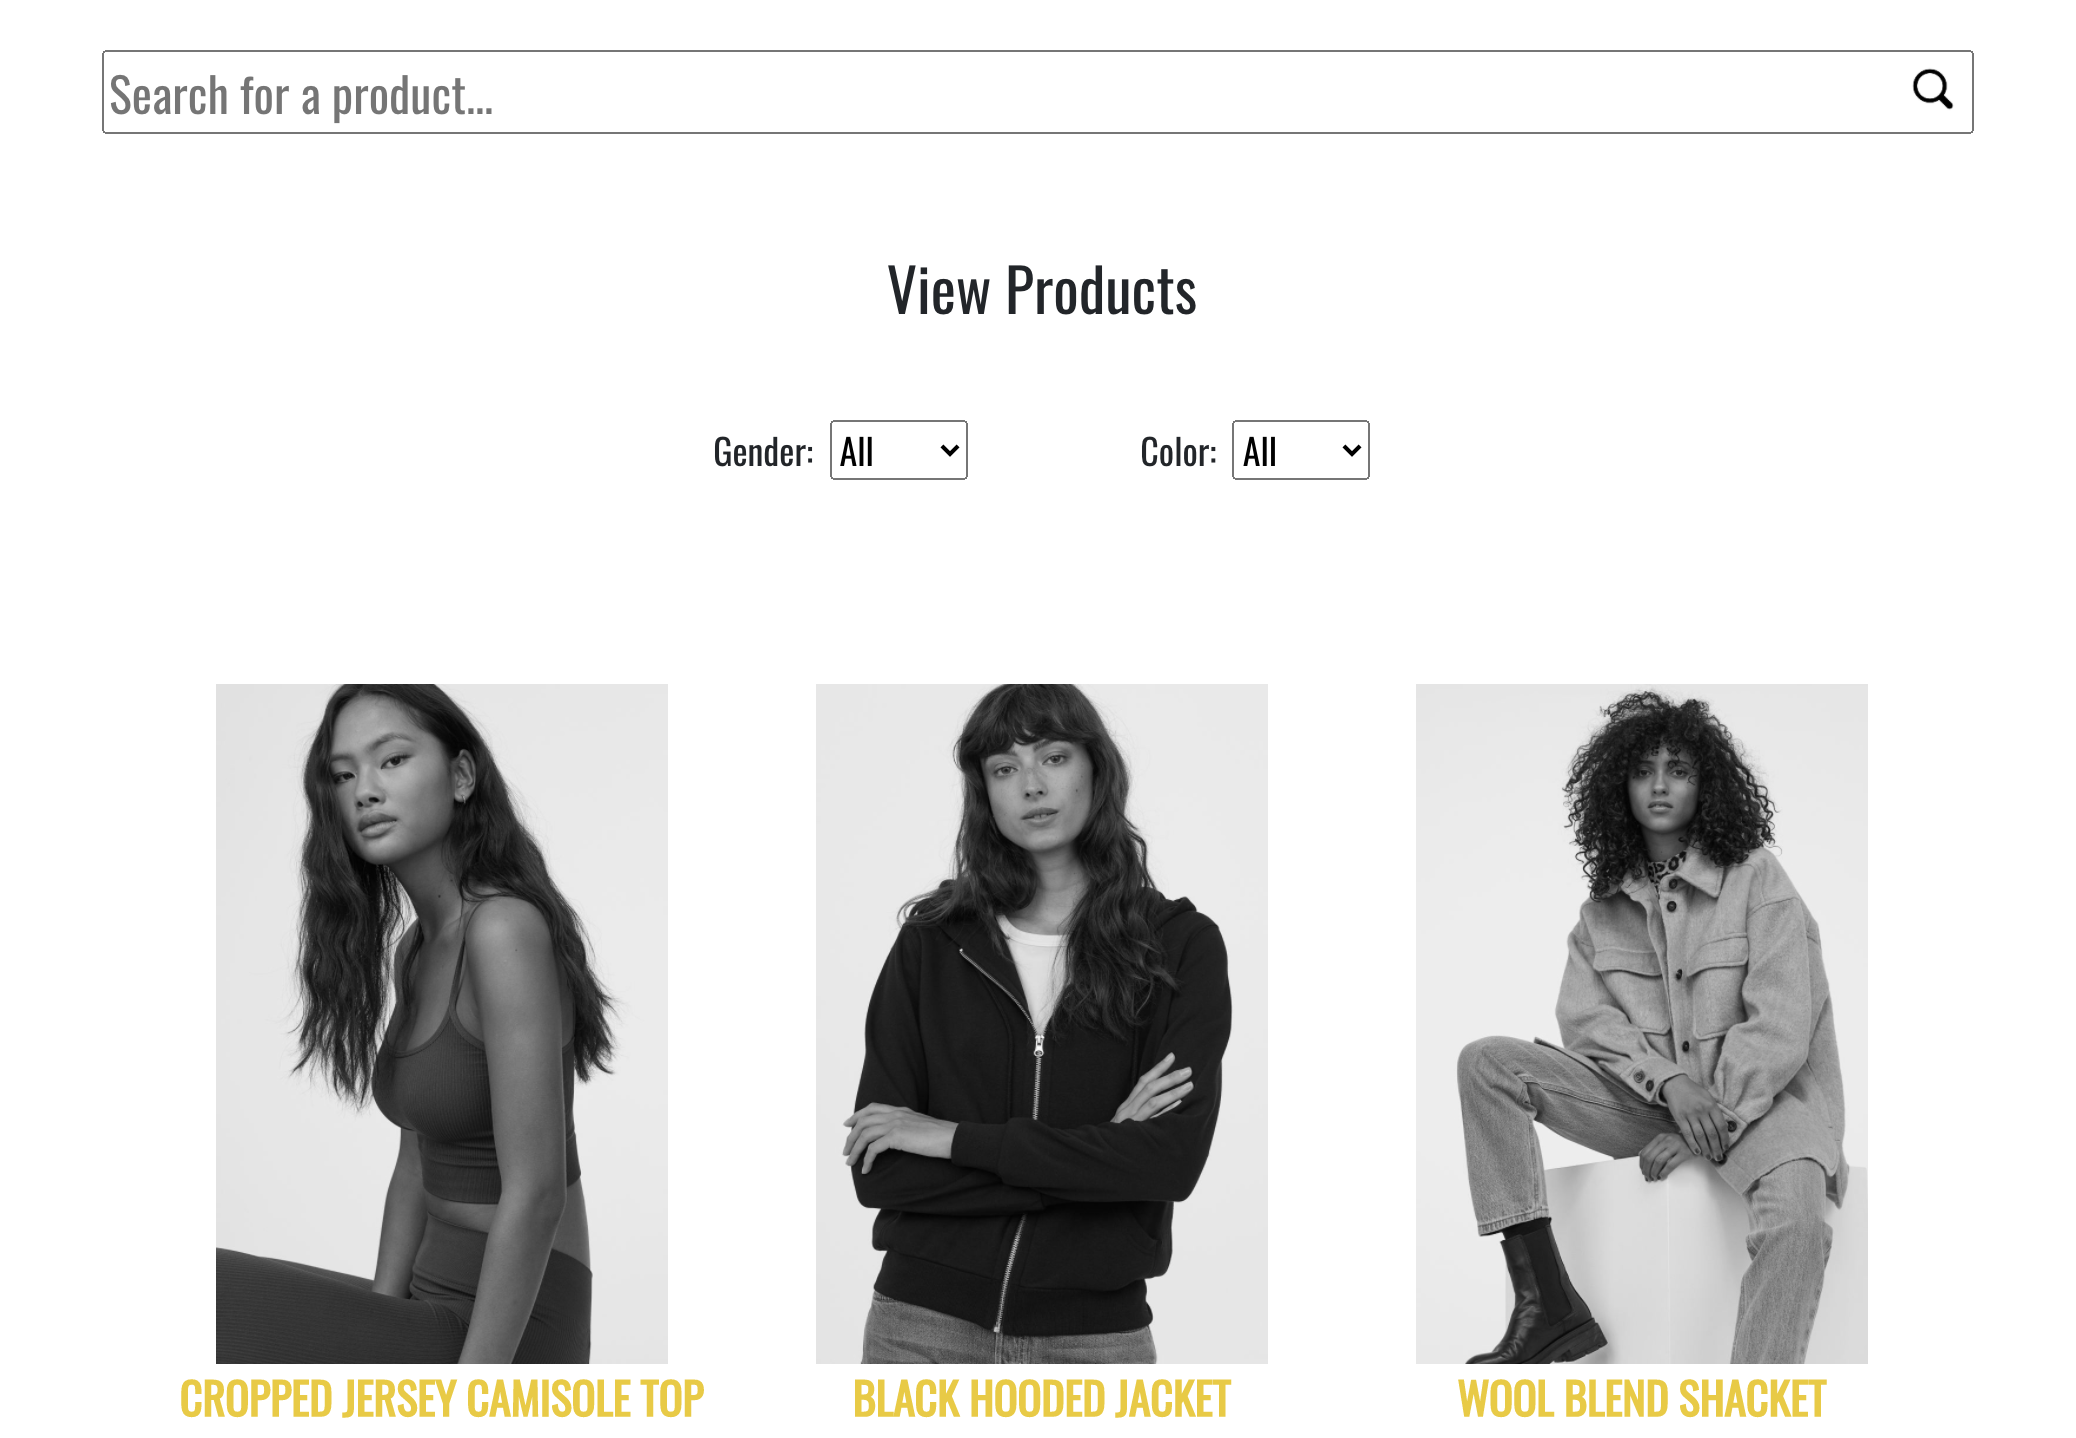 Search for a product...
View Products
Gender: All Color: All
CROPPED JERSEY CAMISOLE TOP BLACK HOODED JACKET WOOL BLEND SHACKET